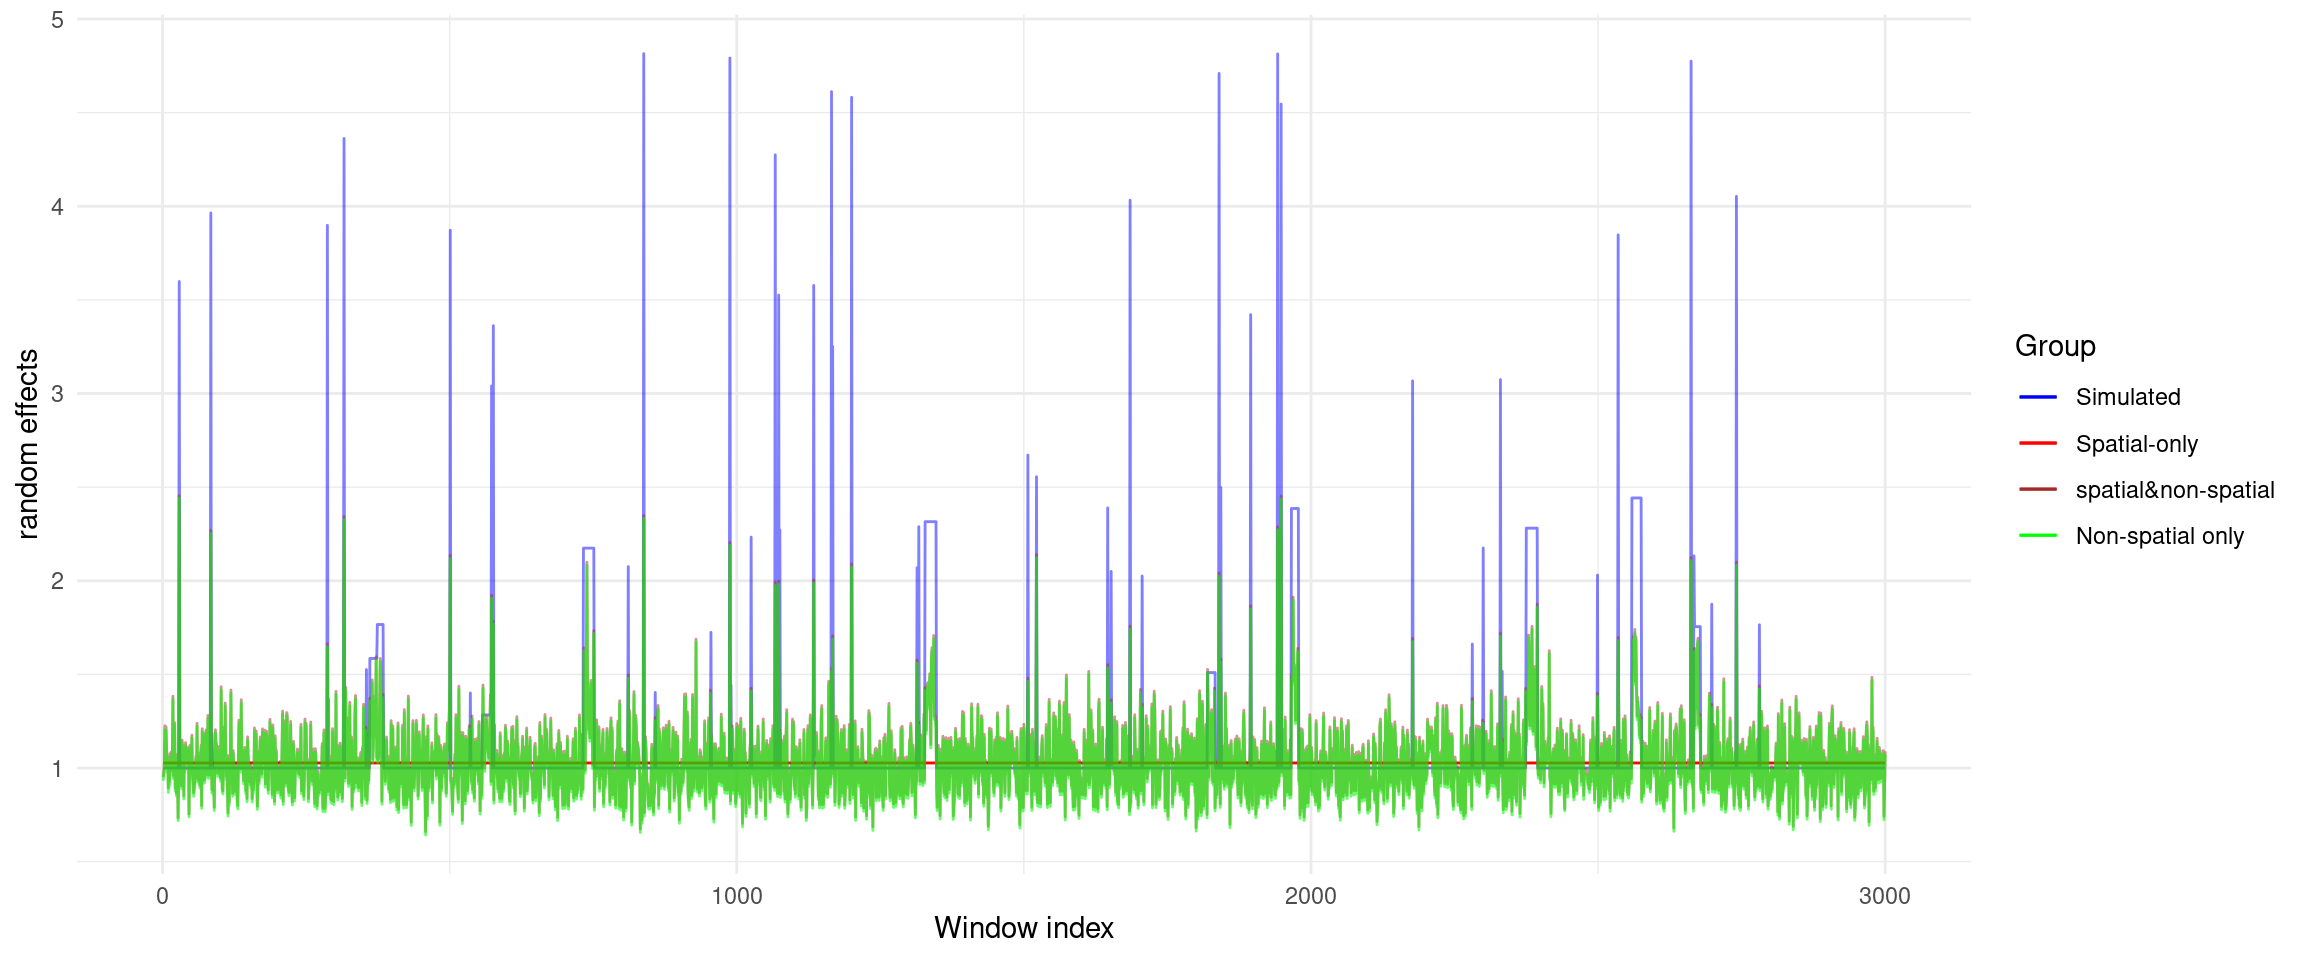 5
4
3
2
1
random effects
0
1000
2000
3000
Window index
Group
Simulated
Spatial-only
spatial&non-spatial
Non-spatial only